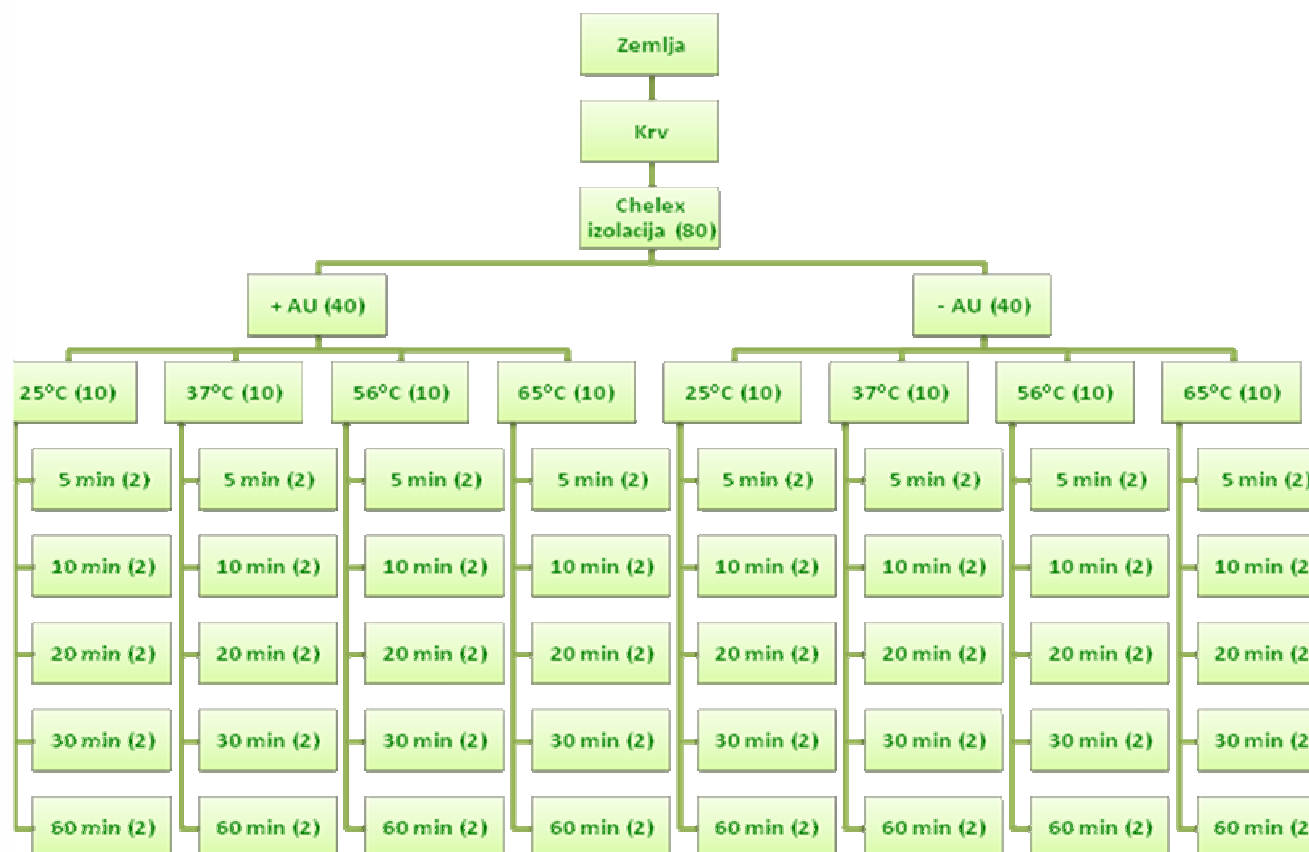 Zemlja
Krv
Chelex
izolacija (80)
+ AU (40)
- AU (40)
25°C (10)
37°C (10)
56°C (10)
65°C (10)
25°C (10)
37°C (10)
56°C (10)
65°C (10)
5 min (2)
5 min (2)
5 min (2)
5 min (2)
5 min (2)
5 min (2)
5 min (2)
5 min (2)
10 min (2)
10 min (2)
10 min (2)
10 min (2)
10 min (2)
10 min (2)
10 min (2)
10 min (2
20 min (2)
20 min (2)
20 min (2)
20 min (2)
20 min (2)
20 min (2)
20 min (2)
20 min (2
30 min (2)
30 min (2)
30 min (2)
30 min (2)
30 min (2)
30 min (2)
30 min (2)
30 min (2
60 min (2)
60 min (2)
60 min (2)
60 min (2)
60 min (2)
60 min (2)
60 min (2)
60 min (2